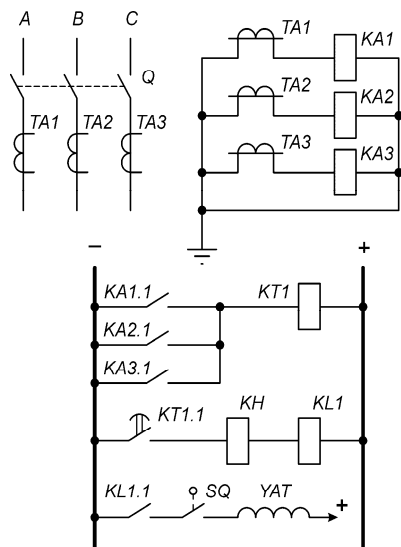 A B C
Q
TA1 TA2 TA3
TA1 KA1
TA2 KA2
TA3 KA3
– +
KA1.1 KT1
KA2.1
KA3.1
KT1.1 KH KL1
KL1.1 SQ YAT +